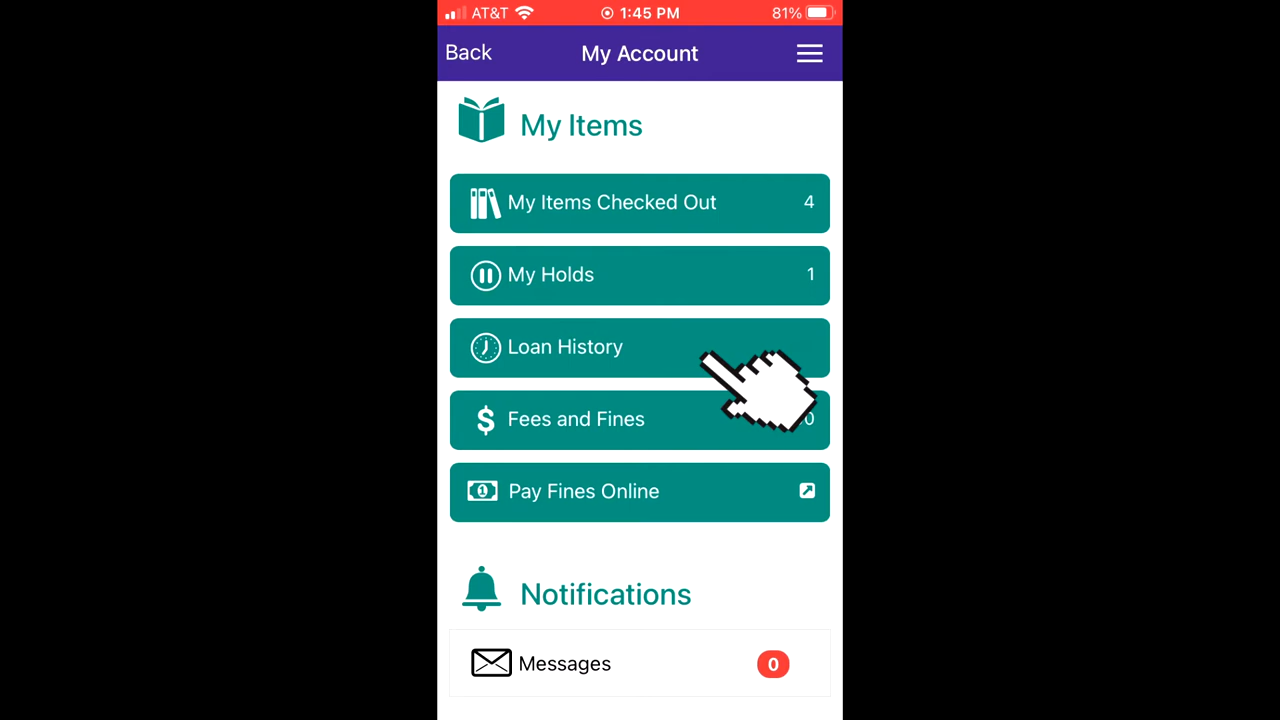 AT&T 1:45 PM 81%
Back My Account
My Items
My Items Checked Out 4
My Holds 1
Loan History
Fees and Fines
Pay Fines Online
Notifications
Messages 0